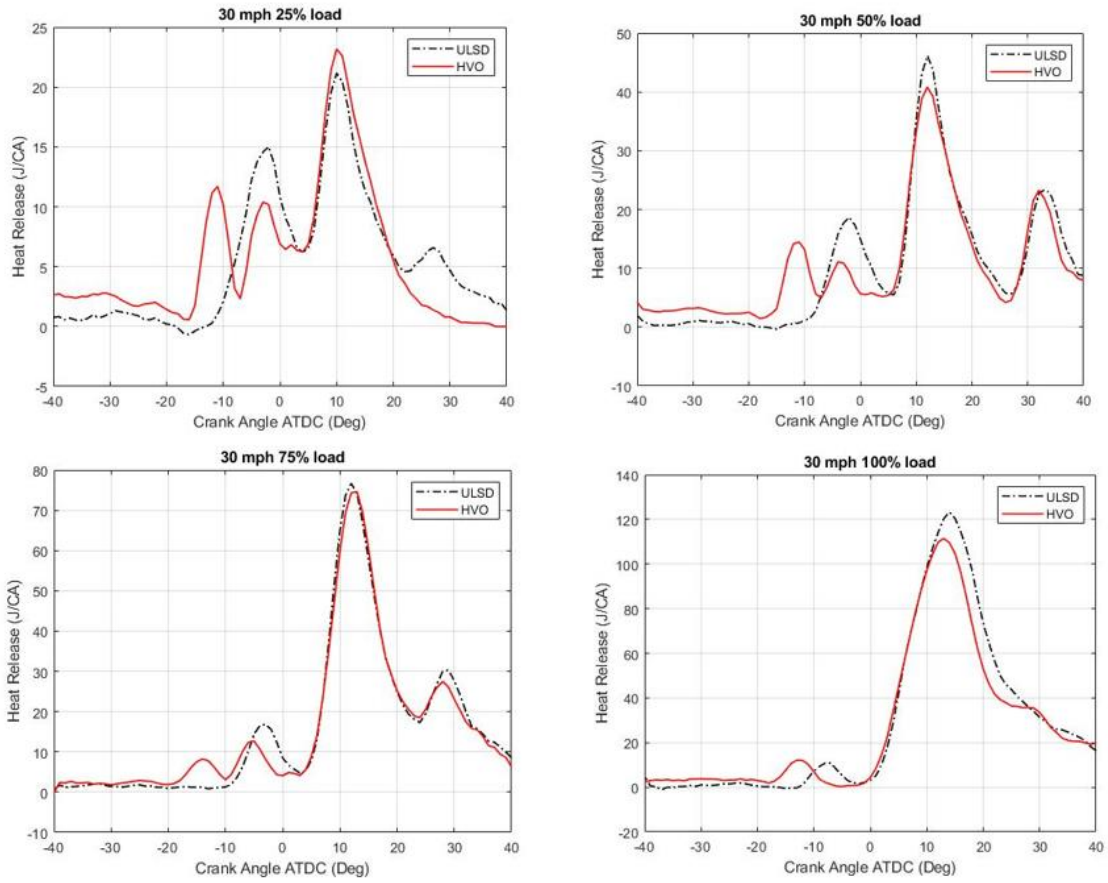 30 mph 25% load
25
20
15
10
5
0
-5
Heat Release (J/CA)
ULSD
HVO
-40 -30 -20 -10 0 10 20 30 40
Crank Angle ATDC (Deg)
30 mph 50% load
50
40
30
20
10
0
-10
Heat Release (J/CA)
ULSD
HVO
-40 -30 -20 -10 0 10 20 30 40
Crank Angle ATDC (Deg)
30 mph 75% load
80
70
60
50
40
30
20
10
0
-10
Heat Release (J/CA)
ULSD
HVO
-40 -30 -20 -10 0 10 20 30 40
Crank Angle ATDC (Deg)
30 mph 100% load
140
120
100
80
60
40
20
0
-20
Heat Release (J/CA)
ULSD
HVO
-40 -30 -20 -10 0 10 20 30 40
Crank Angle ATDC (Deg)